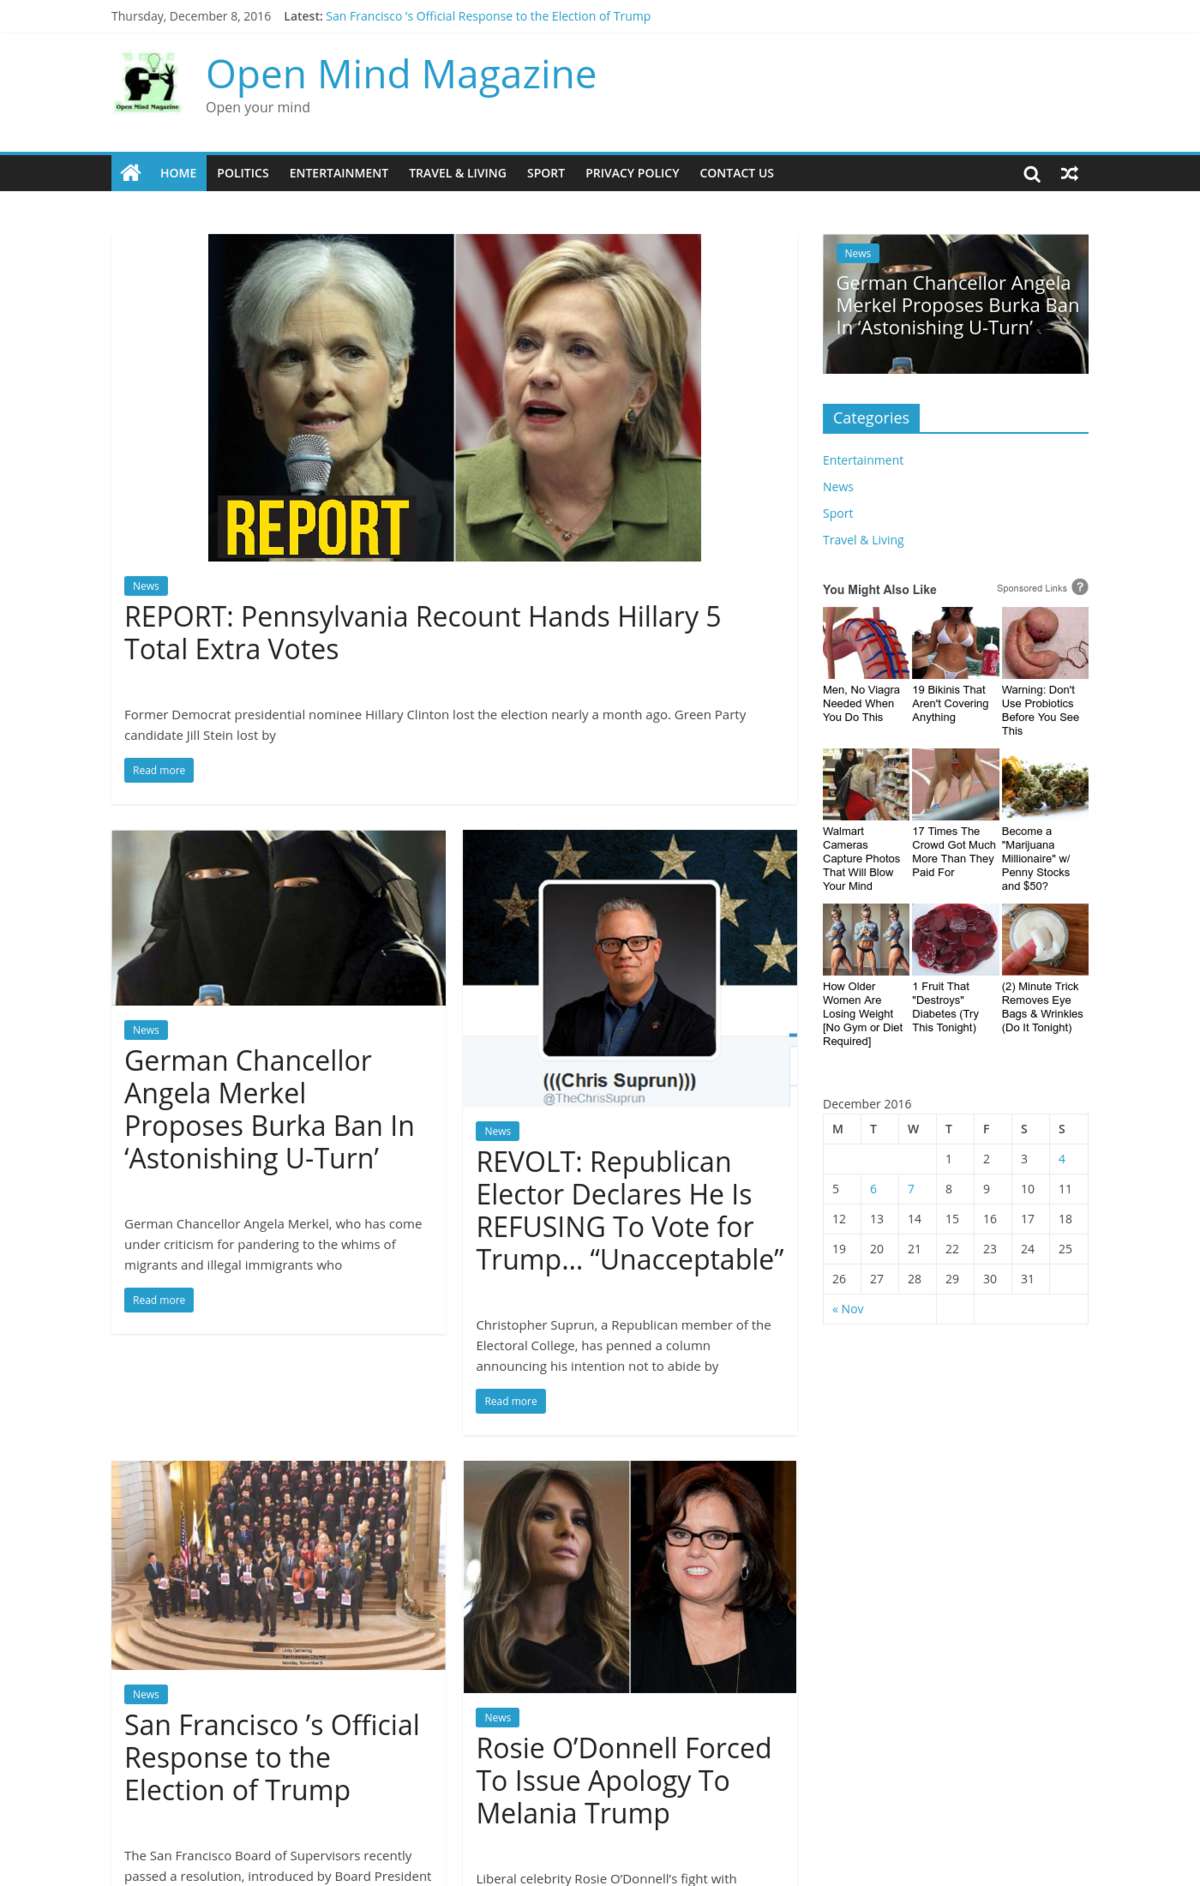 Thursday, December 8, 2016 Latest: San Francisco 's Official Response to the Election of Trump
Open Mind Magazine
Open Mind Magazine
Open your mind
HOME POLITICS ENTERTAINMENT TRAVEL & LIVING SPORT PRIVACY POLICY CONTACT US
REPORT
News
REPORT: Pennsylvania Recount Hands Hillary 5
Total Extra Votes
Former Democrat presidential nominee Hillary Clinton lost the election nearly a month ago. Green Party
candidate Jill Stein lost by
Read more
News
German Chancellor
Angela Merkel
Proposes Burka Ban In
‘Astonishing U-Turn’
German Chancellor Angela Merkel, who has come
under criticism for pandering to the whims of
migrants and illegal immigrants who
Read more
(((Chris Suprun)))
@TheChrisSuprun
News
REVOLT: Republican
Elector Declares He Is
REFUSING To Vote for
Trump… “Unacceptable”
Christopher Suprun, a Republican member of the
Electoral College, has penned a column
announcing his intention not to abide by
Read more
News
San Francisco ’s Official
Response to the
Election of Trump
The San Francisco Board of Supervisors recently
passed a resolution, introduced by Board President
News
Rosie O’Donnell Forced
To Issue Apology To
Melania Trump
Liberal celebrity Rosie O’Donnell’s fight with
News
German Chancellor Angela
Merkel Proposes Burka Ban
In ‘Astonishing U-Turn’
Categories
Entertainment
News
Sport
Travel & Living
You Might Also Like Sponsored Links ?
Men, No Viagra
Needed When
You Do This
19 Bikinis That
Aren't Covering
Anything
Warning: Don't
Use Probiotics
Before You See
This
Walmart
Cameras
Capture Photos
That Will Blow
Your Mind
17 Times The
Crowd Got Much
More Than They
Paid For
Become a
"Marijuana
Millionaire" w/
Penny Stocks
and $50?
How Older
Women Are
Losing Weight
[No Gym or Diet
Required]
1 Fruit That
"Destroys"
Diabetes (Try
This Tonight)
(2) Minute Trick
Removes Eye
Bags & Wrinkles
(Do It Tonight)
December 2016
M T W T F S S
1 2 3 4
5 6 7 8 9 10 11
12 13 14 15 16 17 18
19 20 21 22 23 24 25
26 27 28 29 30 31
« Nov